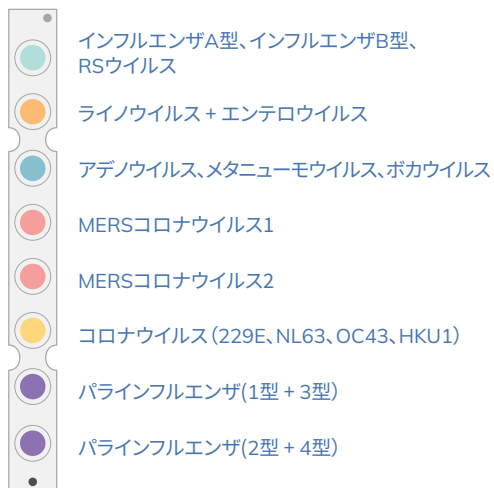 インフルエンザA型、インフルエンザB型、
RSウイルス
ライノウイルス + エンテロウイルス
アデノウイルス、メタニューモウイルス、ボカウイルス
MERSコロナウイルス1
MERSコロナウイルス2
コロナウイルス（229E、NL63、OC43、HKU1）
パラインフルエンザ(1型 + 3型）
パラインフルエンザ(2型 + 4型）